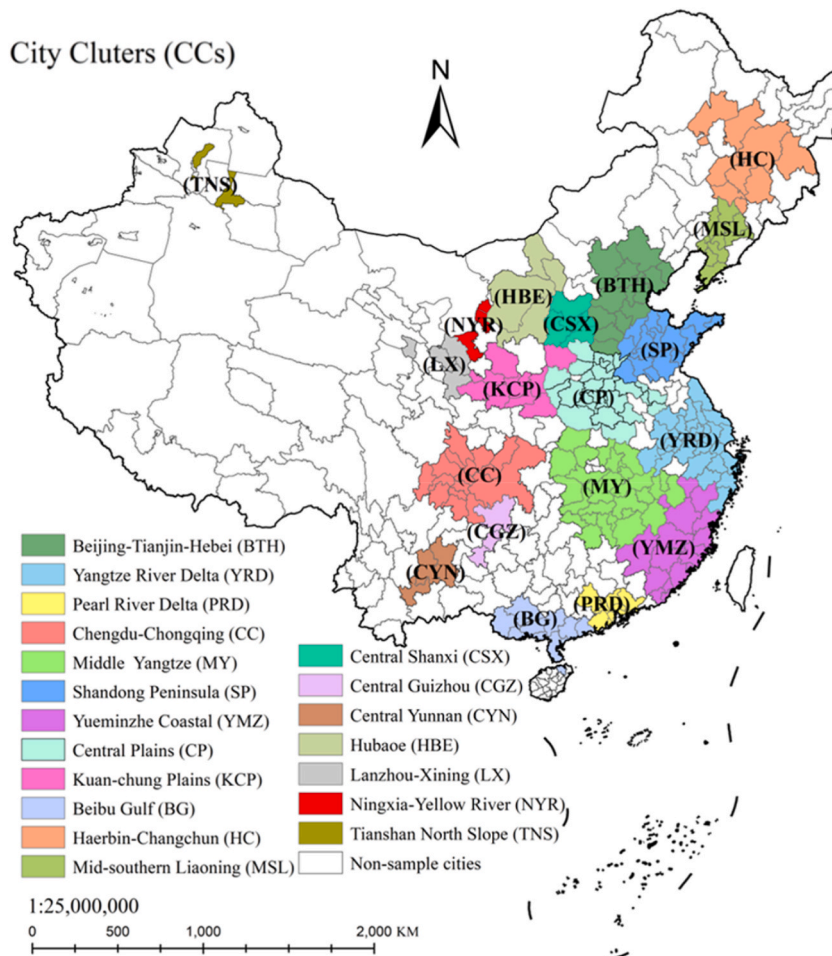 City Cluters (CCs)
N
(HC)
(TNS)
(MSL)
(BTH)
(HBE)
(CSX)
(NYR)
(SP)
(LX)
(KCP)
(CP)
(YRD)
(CC)
(MY)
(CGZ)
(YMZ)
(CYN)
(PRD)
(BG)
Beijing-Tianjin-Hebei (BTH)
Yangtze River Delta (YRD)
Pearl River Delta (PRD)
Chengdu-Chongqing (CC)
Middle Yangtze (MY)
Shandong Peninsula (SP)
Yueminzhe Coastal (YMZ)
Central Plains (CP)
Kuan-chung Plains (KCP)
Beibu Gulf (BG)
Haerbin-Changchun (HC)
Mid-southern Liaoning (MSL)
Central Shanxi (CSX)
Central Guizhou (CGZ)
Central Yunnan (CYN)
Hubaoe (HBE)
Lanzhou-Xining (LX)
Ningxia-Yellow River (NYR)
Tianshan North Slope (TNS)
Non-sample cities
1:25,000,000
0 500 1,000 2,000 KM